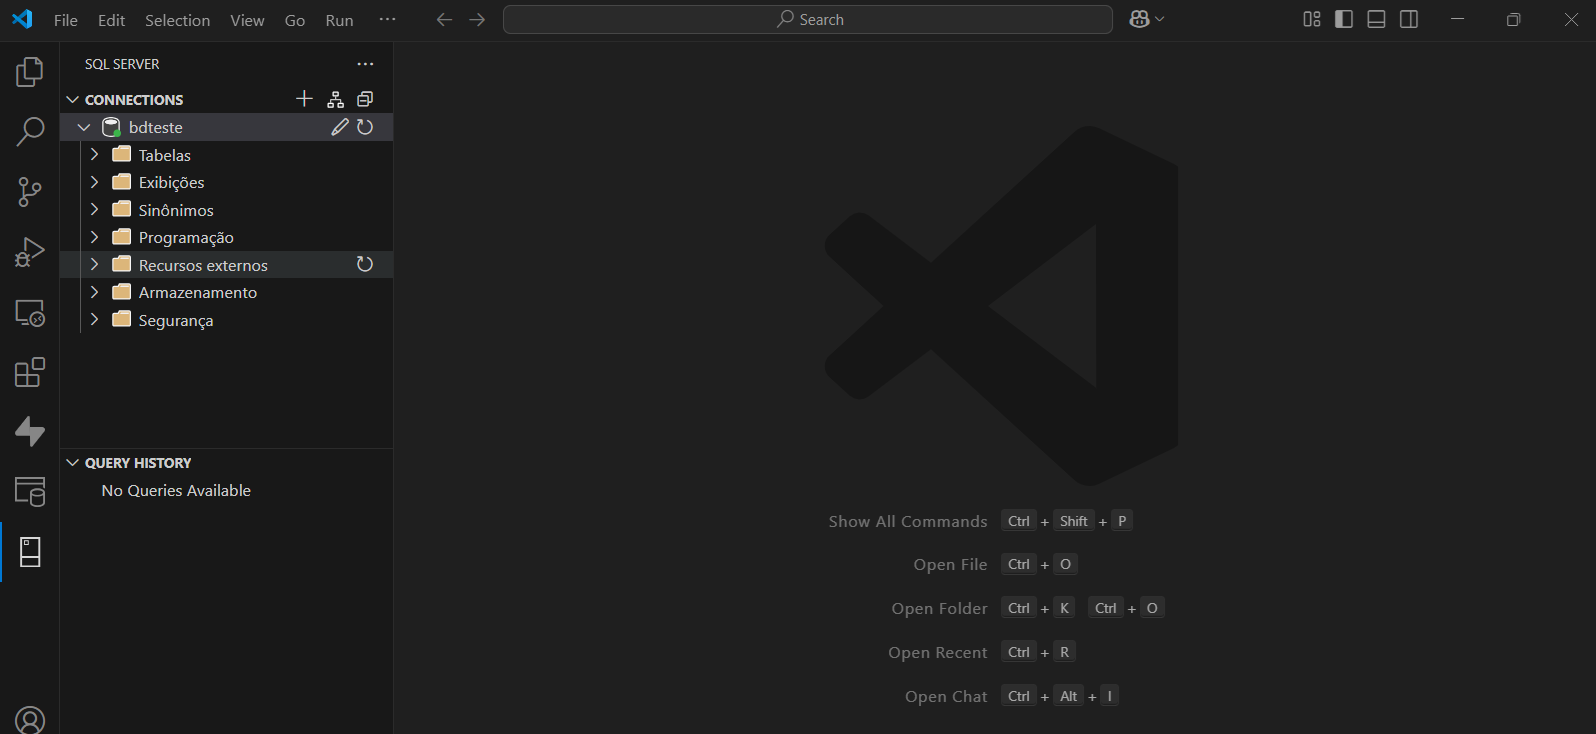 File Edit Selection View Go Run ··· Search
SQL SERVER
CONNECTIONS
bdteste
Tabelas
Exibições
Sinônimos
Programação
Recursos externos
Armazenamento
Segurança
QUERY HISTORY
No Queries Available
Show All Commands Ctrl + Shift + P
Open File Ctrl + O
Open Folder Ctrl + K Ctrl + O
Open Recent Ctrl + R
Open Chat Ctrl + Alt + I